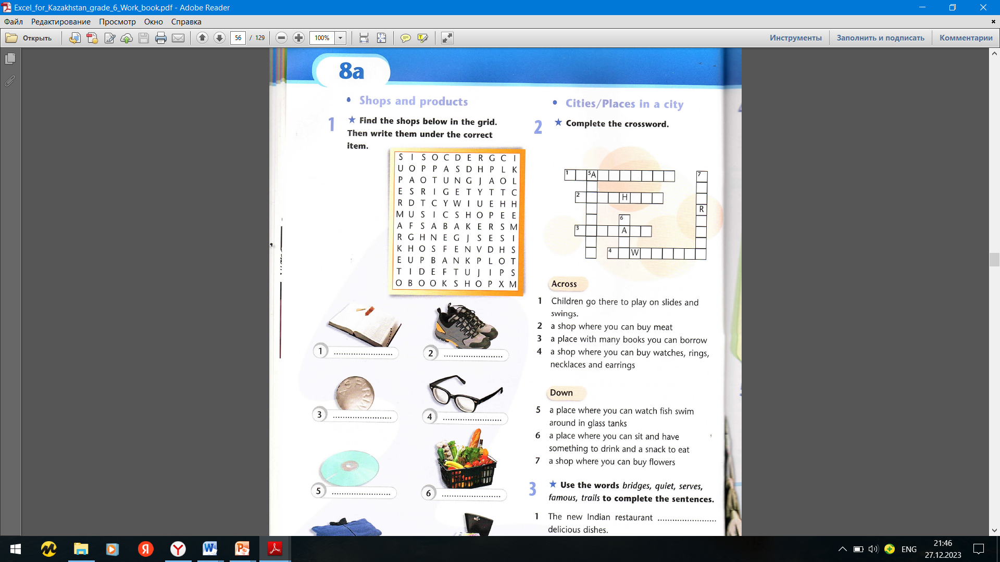 Excel_for_Kazakhstan_grade_6_Work_book.pdf - Adobe Reader
Файл Редактирование Просмотр Окно Справка
Открыть 56 / 129 100% Инструменты Заполнить и подписать Комментарии
8a
• Shops and products
1 ★ Find the shops below in the grid.
Then write them under the correct
item.
S I S O C D E R G C I
U O P P A S D H P L K
P A O T U N G J A O L
E S R I G E T Y T T C
R D T C Y W I U E H H
M U S I C S H O P E E
A F S A B A K E R S M
R G H N E G J S E S I
K H O S F E N V D H S
E U P B A N K P L O T
T I D E F T U J I P S
O B O O K S H O P X M
1 ........................
2 ........................
3 ........................
4 ........................
5 ........................
6 ........................
• Cities/Places in a city
2 ★ Complete the crossword.
1 5 A 7
2 H
R
6
3 A
4 W
Across
1 Children go there to play on slides and
swings.
2 a shop where you can buy meat
3 a place with many books you can borrow
4 a shop where you can buy watches, rings,
necklaces and earrings
Down
5 a place where you can watch fish swim
around in glass tanks
6 a place where you can sit and have
something to drink and a snack to eat
7 a shop where you can buy flowers
3 ★ Use the words bridges, quiet, serves,
famous, trails to complete the sentences.
1 The new Indian restaurant ........................
delicious dishes.
ENG
21:46
27.12.2023